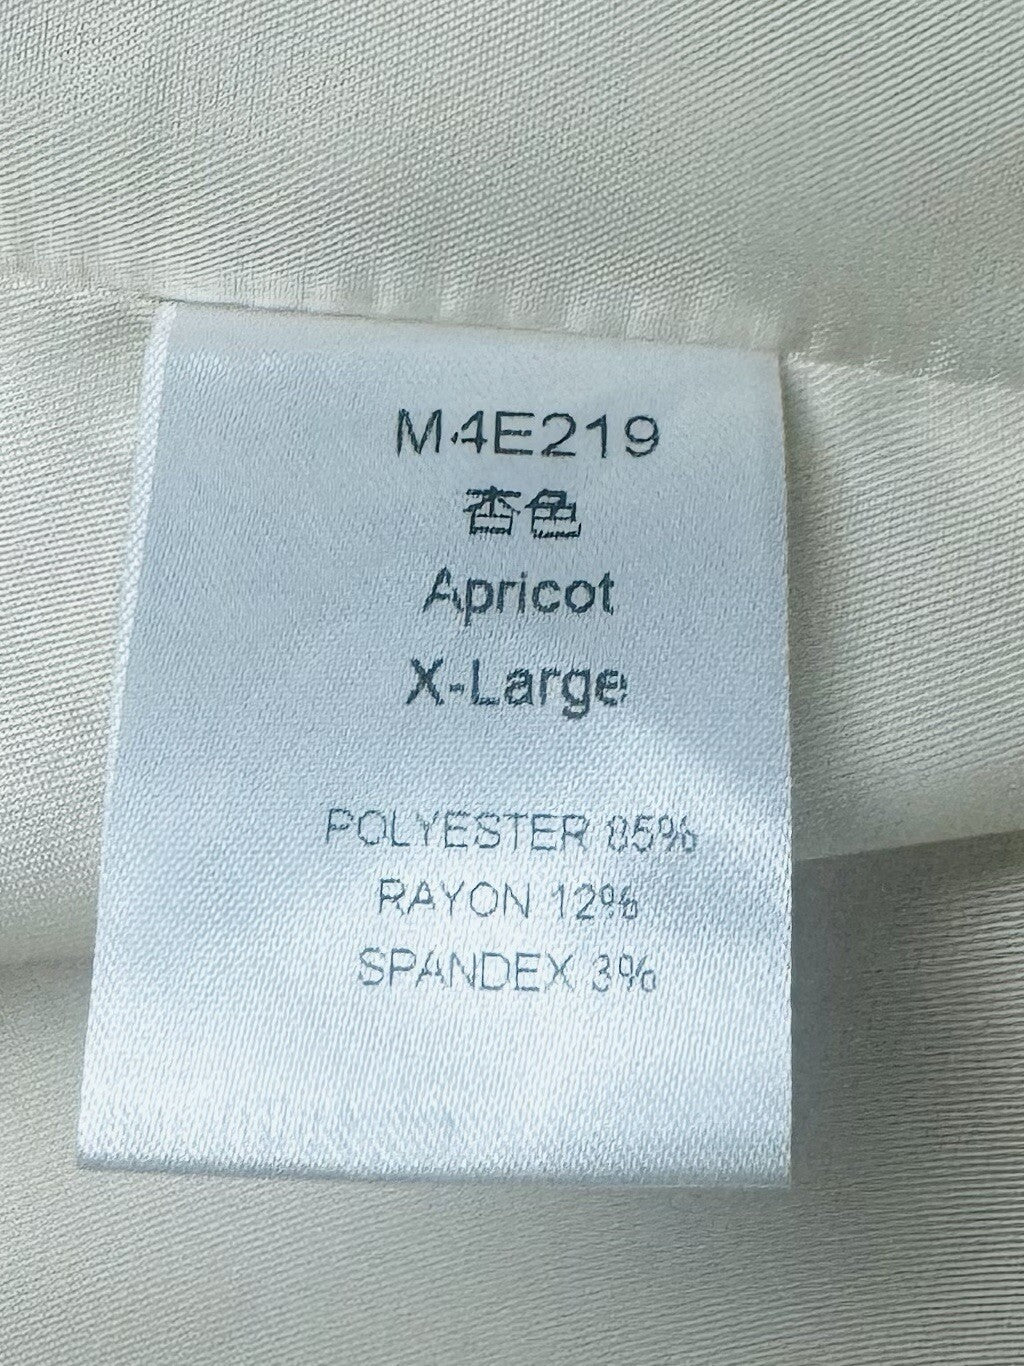 M4E219
杏色
Apricot
X-Large
POLYESTER 85%
RAYON 12%
SPANDEX 3%